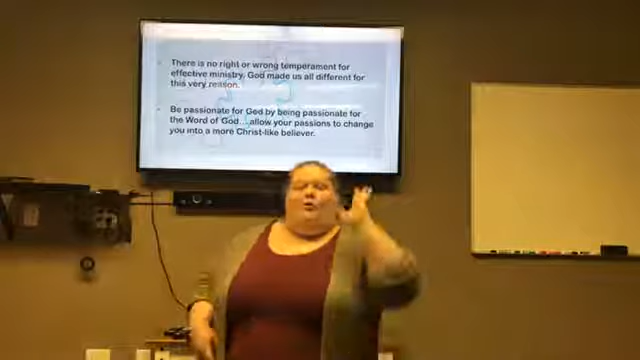 There is no right or wrong temperament for
effective ministry. God made us all different for
this very reason.
Be passionate for God by being passionate for
the Word of God... allow your passions to change
you into a more Christ-like believer.